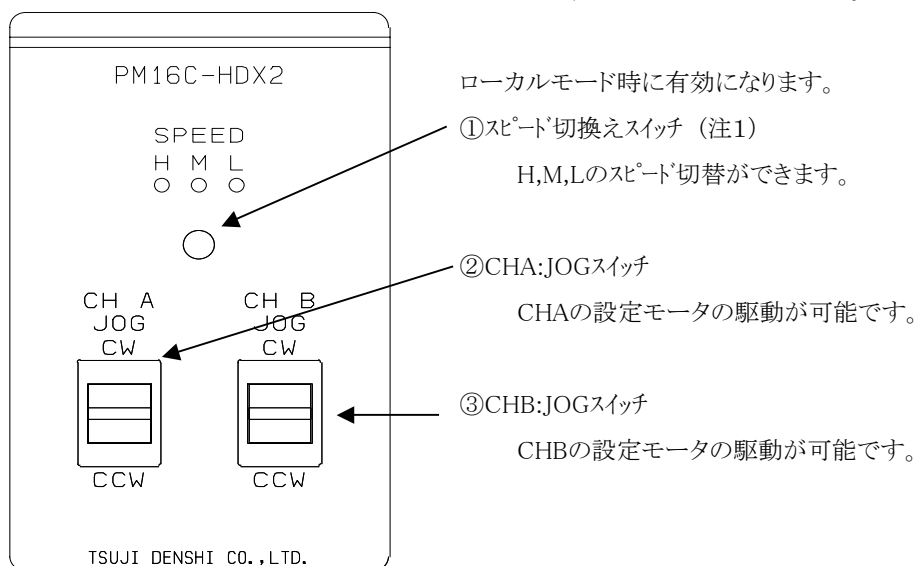 PM16C-HDX2
SPEED
H M L
CH A
JOG
CW
CCW
CH B
JOG
CW
CCW
TSUJI DENSHI CO.,LTD.
ローカルモード時に有効になります。
①スピード切換えスイッチ（注1）
H,M,Lのスピード切替ができます。
②CHA:JOGスイッチ
CHAの設定モータの駆動が可能です。
③CHB:JOGスイッチ
CHBの設定モータの駆動が可能です。